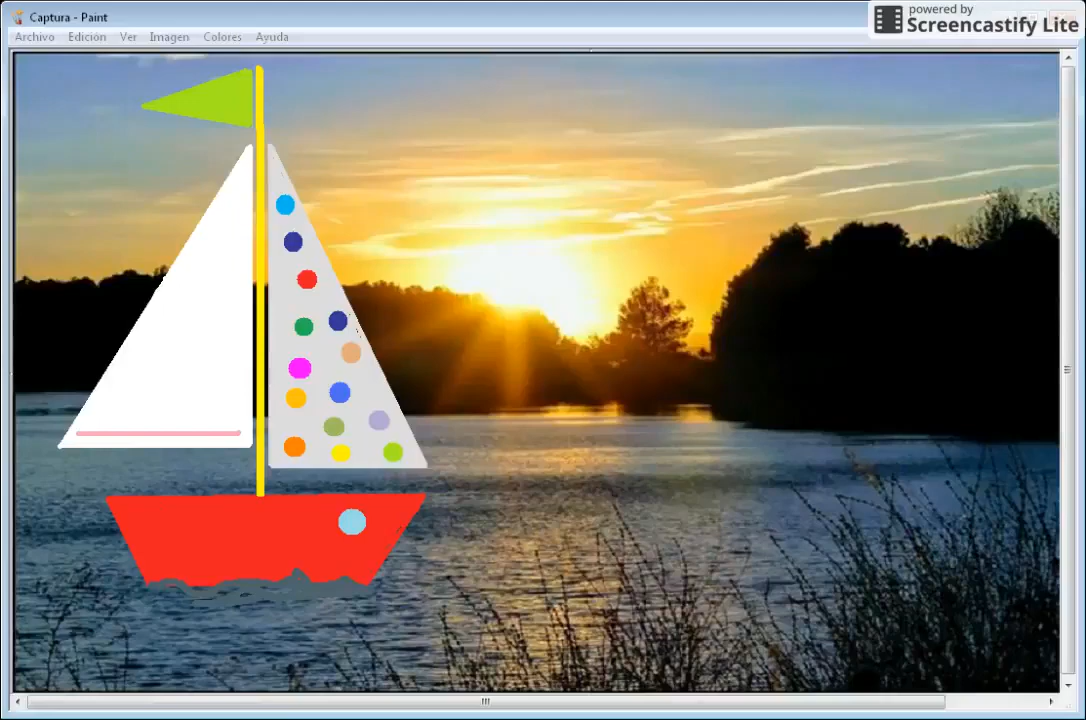 Captura - Paint
powered by
Screencastify Lite
Archivo Edición Ver Imagen Colores Ayuda